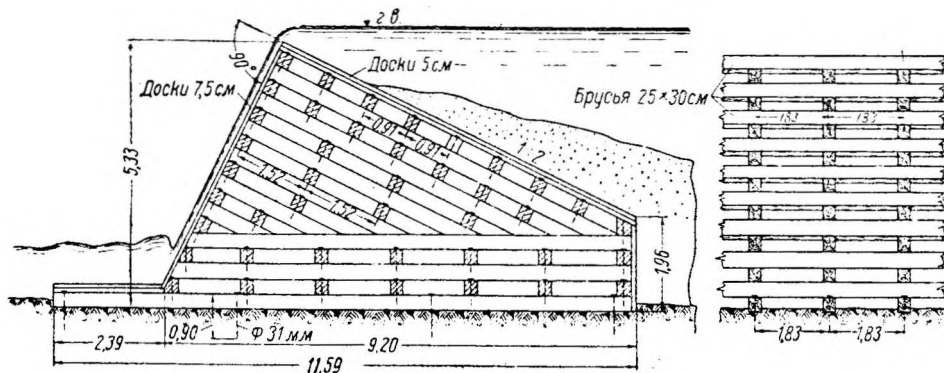 г.в.
90°
Доски 5 см
Доски 7,5 см
Брусья 25×30см
1,83 1,83
0,91
0,91
1:2
5,33
1,52
1,52
1,96
0,90
Ф 31 мм
1,83 1,83
2,39
9,20
11,59